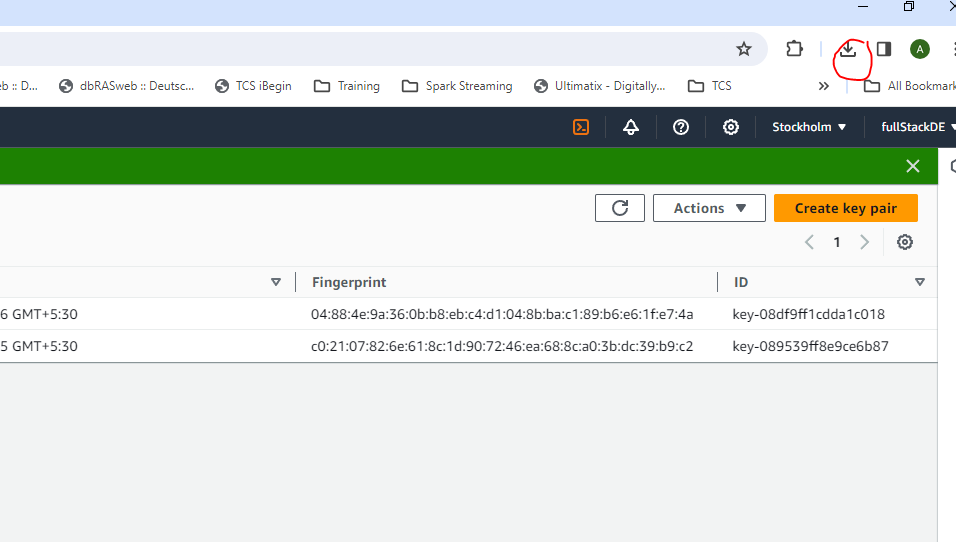 A
b :: D...
dbRASweb :: Deutsc...
TCS iBegin
Training
Spark Streaming
Ultimatix - Digitally...
TCS
»
All Bookmark
Stockholm
fullStackDE
Actions
Create key pair
1
Fingerprint
ID
6 GMT+5:30
04:88:4e:9a:36:0b:b8:eb:c4:d1:04:8b:ba:c1:89:b6:e6:1f:e7:4a
key-08df9ff1cdda1c018
5 GMT+5:30
c0:21:07:82:6e:61:8c:1d:90:72:46:ea:68:8c:a0:3b:dc:39:b9:c2
key-089539ff8e9ce6b87